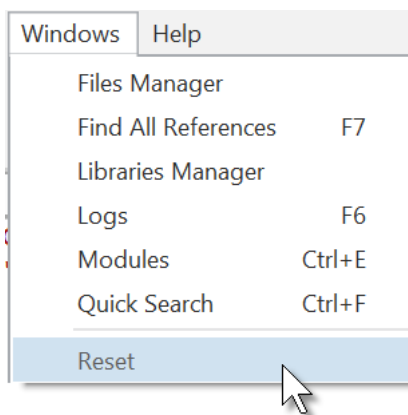 Windows Help
Files Manager
Find All References F7
Libraries Manager
Logs F6
Modules Ctrl+E
Quick Search Ctrl+F
Reset